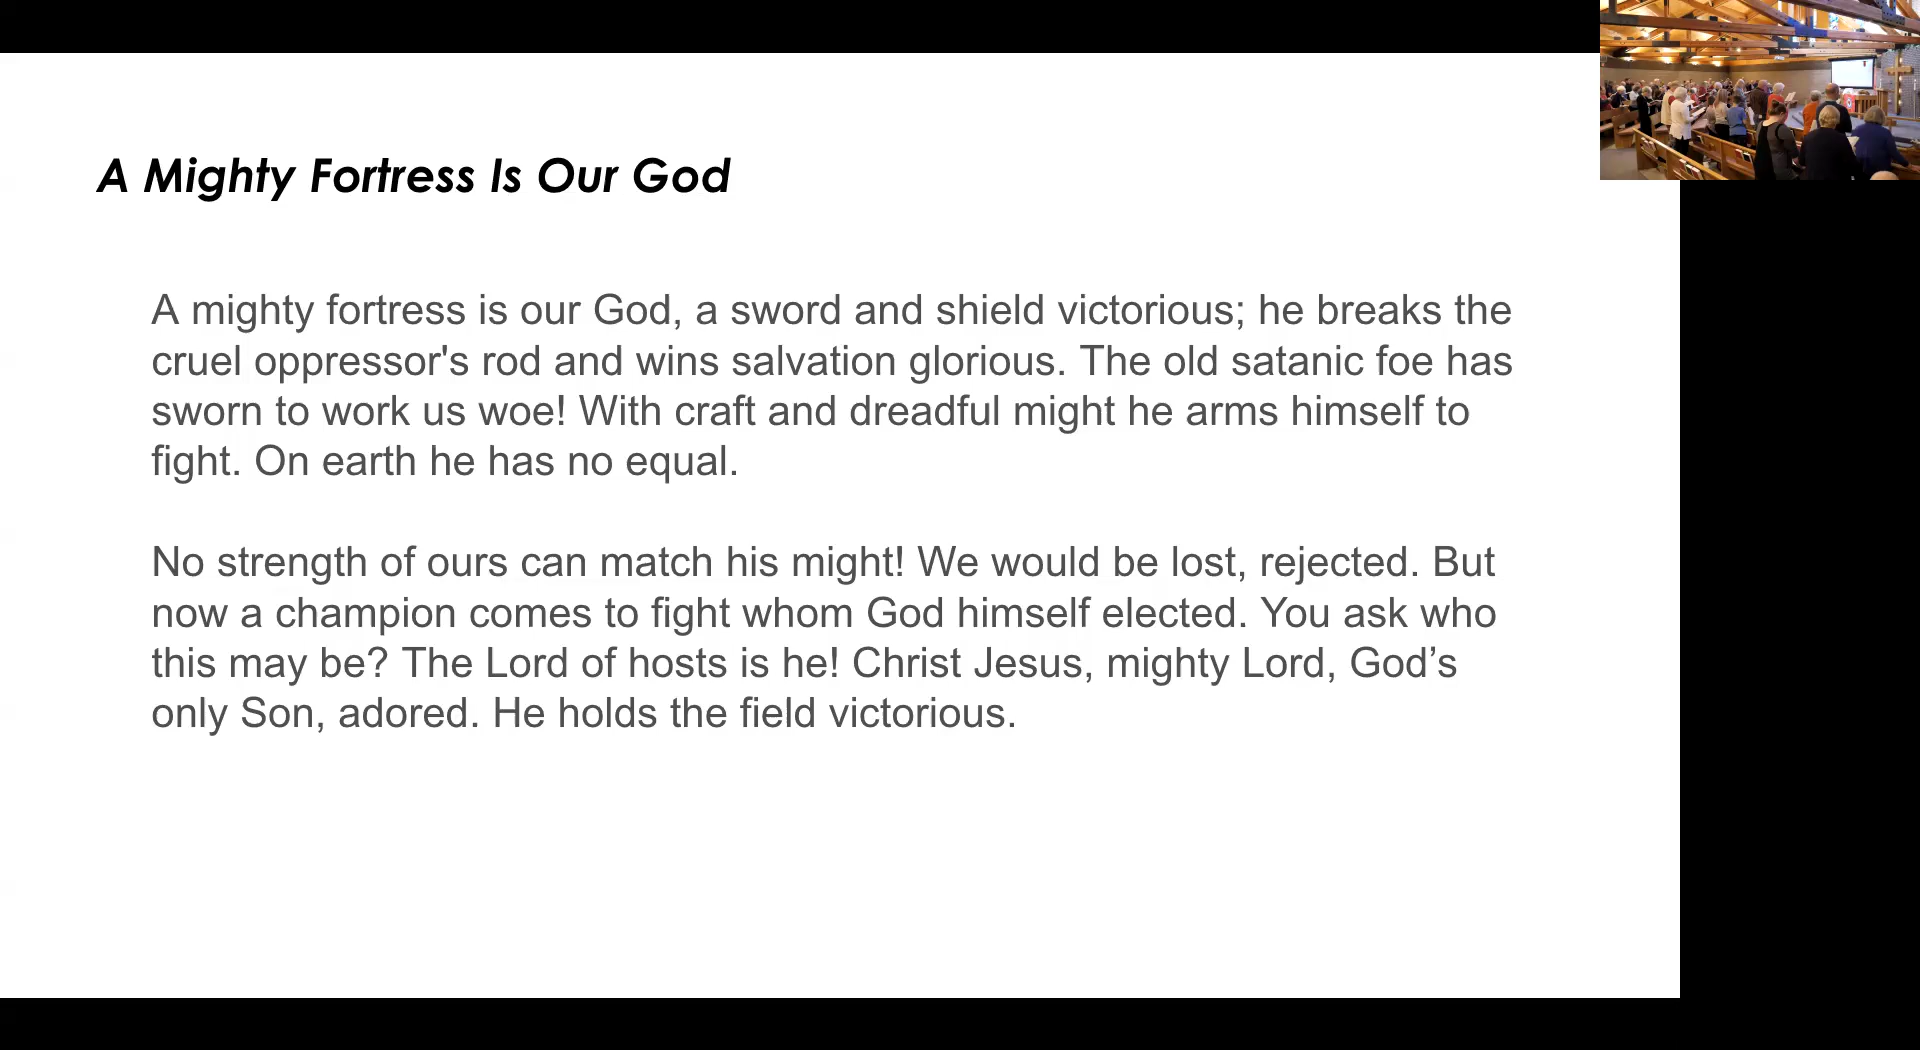 A Mighty Fortress Is Our God
A mighty fortress is our God, a sword and shield victorious; he breaks the
cruel oppressor's rod and wins salvation glorious. The old satanic foe has
sworn to work us woe! With craft and dreadful might he arms himself to
fight. On earth he has no equal.
No strength of ours can match his might! We would be lost, rejected. But
now a champion comes to fight whom God himself elected. You ask who
this may be? The Lord of hosts is he! Christ Jesus, mighty Lord, God’s
only Son, adored. He holds the field victorious.